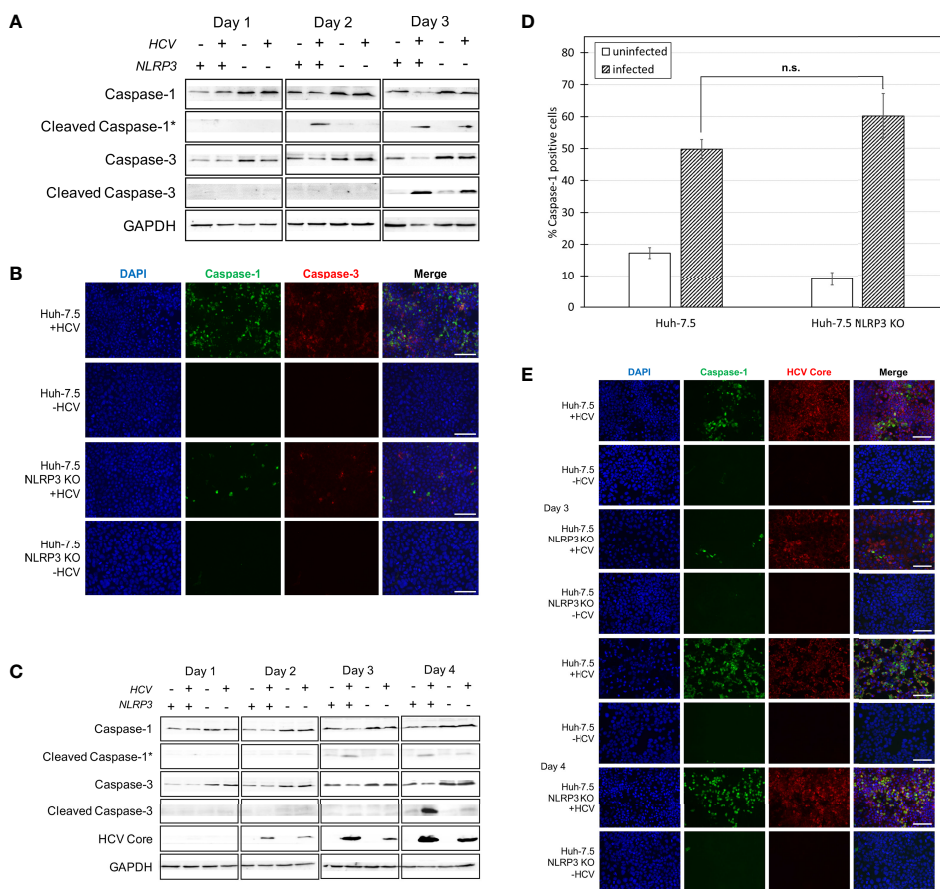 A
Day 1 Day 2 Day 3
HCV - + - + - + - + - + - +
NLRP3 + + - - + + - - + + - -
Caspase-1
Cleaved Caspase-1*
Caspase-3
Cleaved Caspase-3
GAPDH
B
DAPI Caspase-1 Caspase-3 Merge
Huh-7.5
+HCV
Huh-7.5
-HCV
Huh-7.5
NLRP3 KO
+HCV
Huh-7.5
NLRP3 KO
-HCV
C
Day 1 Day 2 Day 3 Day 4
HCV - + - + - + - + - + - + - + - +
NLRP3 + + - - + + - - + + - - + + - -
Caspase-1
Cleaved Caspase-1*
Caspase-3
Cleaved Caspase-3
HCV Core
GAPDH
D
% Caspase-1 positive cells
80
70
60
50
40
30
20
10
0
uninfected
infected
n.s.
Huh-7.5 Huh-7.5 NLRP3 KO
E
DAPI Caspase-1 HCV Core Merge
Huh-7.5
+HCV
Huh-7.5
-HCV
Day 3
Huh-7.5
NLRP3 KO
+HCV
Huh-7.5
NLRP3 KO
-HCV
Huh-7.5
+HCV
Huh-7.5
-HCV
Day 4
Huh-7.5
NLRP3 KO
+HCV
Huh-7.5
NLRP3 KO
-HCV